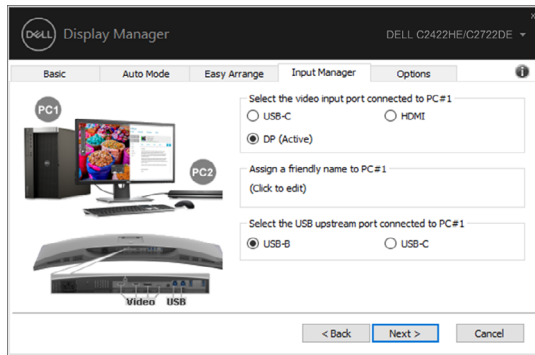 DELL Display Manager
DELL C2422HE/C2722DE
Basic
Auto Mode
Easy Arrange
Input Manager
Options
PC1
PC2
Video USB
Select the video input port connected to PC#1
USB-C
HDMI
DP (Active)
Assign a friendly name to PC#1
(Click to edit)
Select the USB upstream port connected to PC#1
USB-B
USB-C
< Back
Next >
Cancel